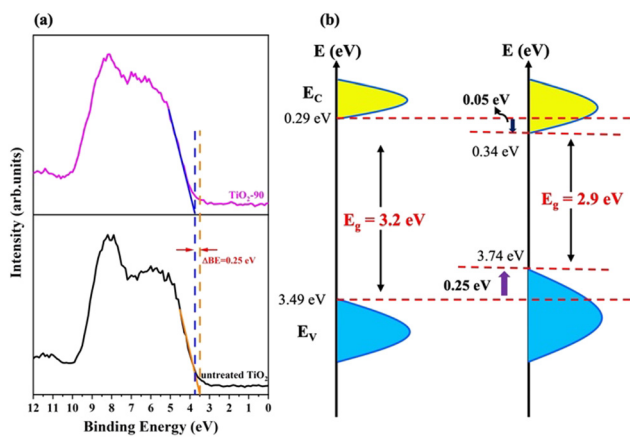 (a)
Intensity (arb.units)
TiO₂-90
ΔBE=0.25 eV
untreated TiO₂
12 11 10 9 8 7 6 5 4 3 2 1 0
Binding Energy (eV)
(b)
E (eV)
E (eV)
E_C
0.05 eV
0.29 eV
0.34 eV
E_g = 3.2 eV
E_g = 2.9 eV
3.74 eV
0.25 eV
3.49 eV
E_V